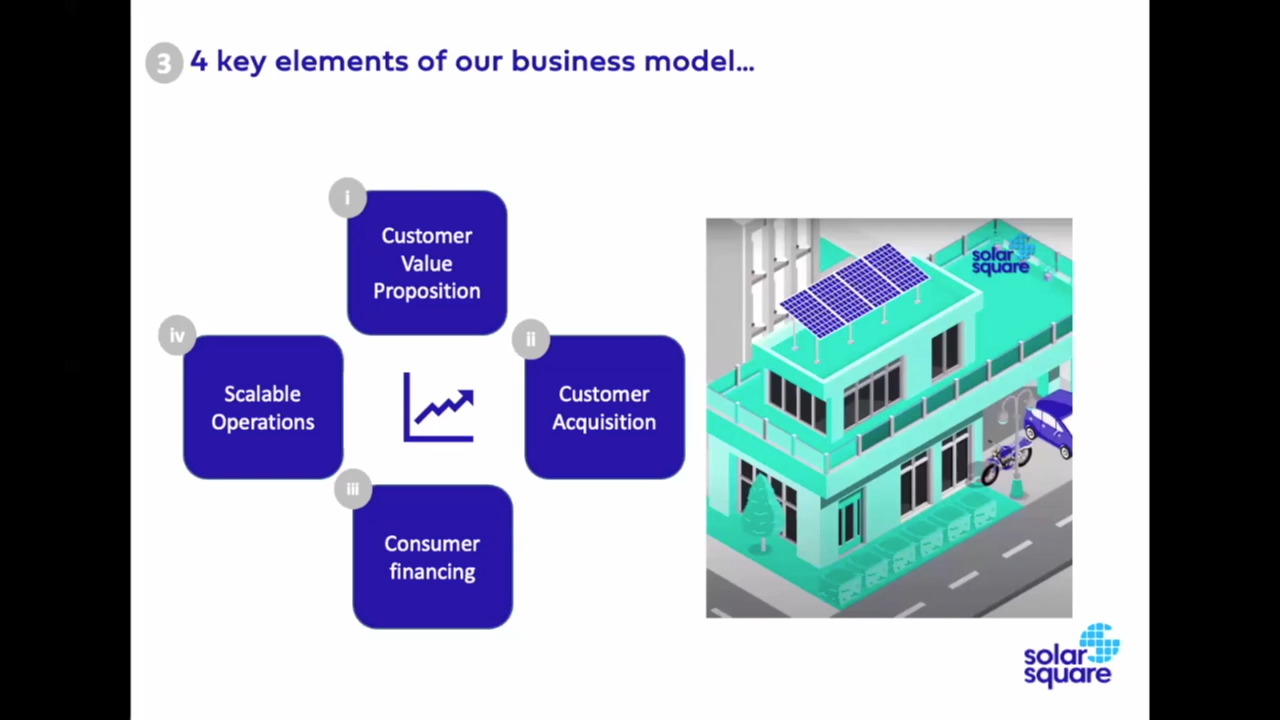 3 4 key elements of our business model...
i
Customer
Value
Proposition
ii
Customer
Acquisition
iii
Consumer
financing
iv
Scalable
Operations
solar
square
solar
square